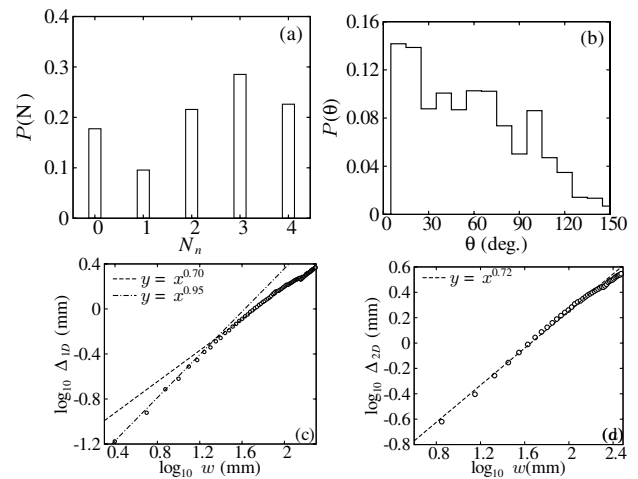 0.4
0.3
0.2
0.1
0
P(N)
(a)
0 1 2 3 4
N_n
0.16
0.12
0.08
0.04
0
P(θ)
(b)
30 60 90 120 150
θ (deg.)
0.4
0
-0.4
-0.8
-1.2
log10 Δ1D (mm)
y = x^0.70
y = x^0.95
(c)
0.4 0.8 1.2 1.6 2 2.4
log10 w (mm)
0.6
0.4
0.2
0
-0.2
-0.4
-0.6
-0.8
log10 Δ2D (mm)
y = x^0.72
(d)
0.8 1.2 1.6 2 2.4
log10 w(mm)